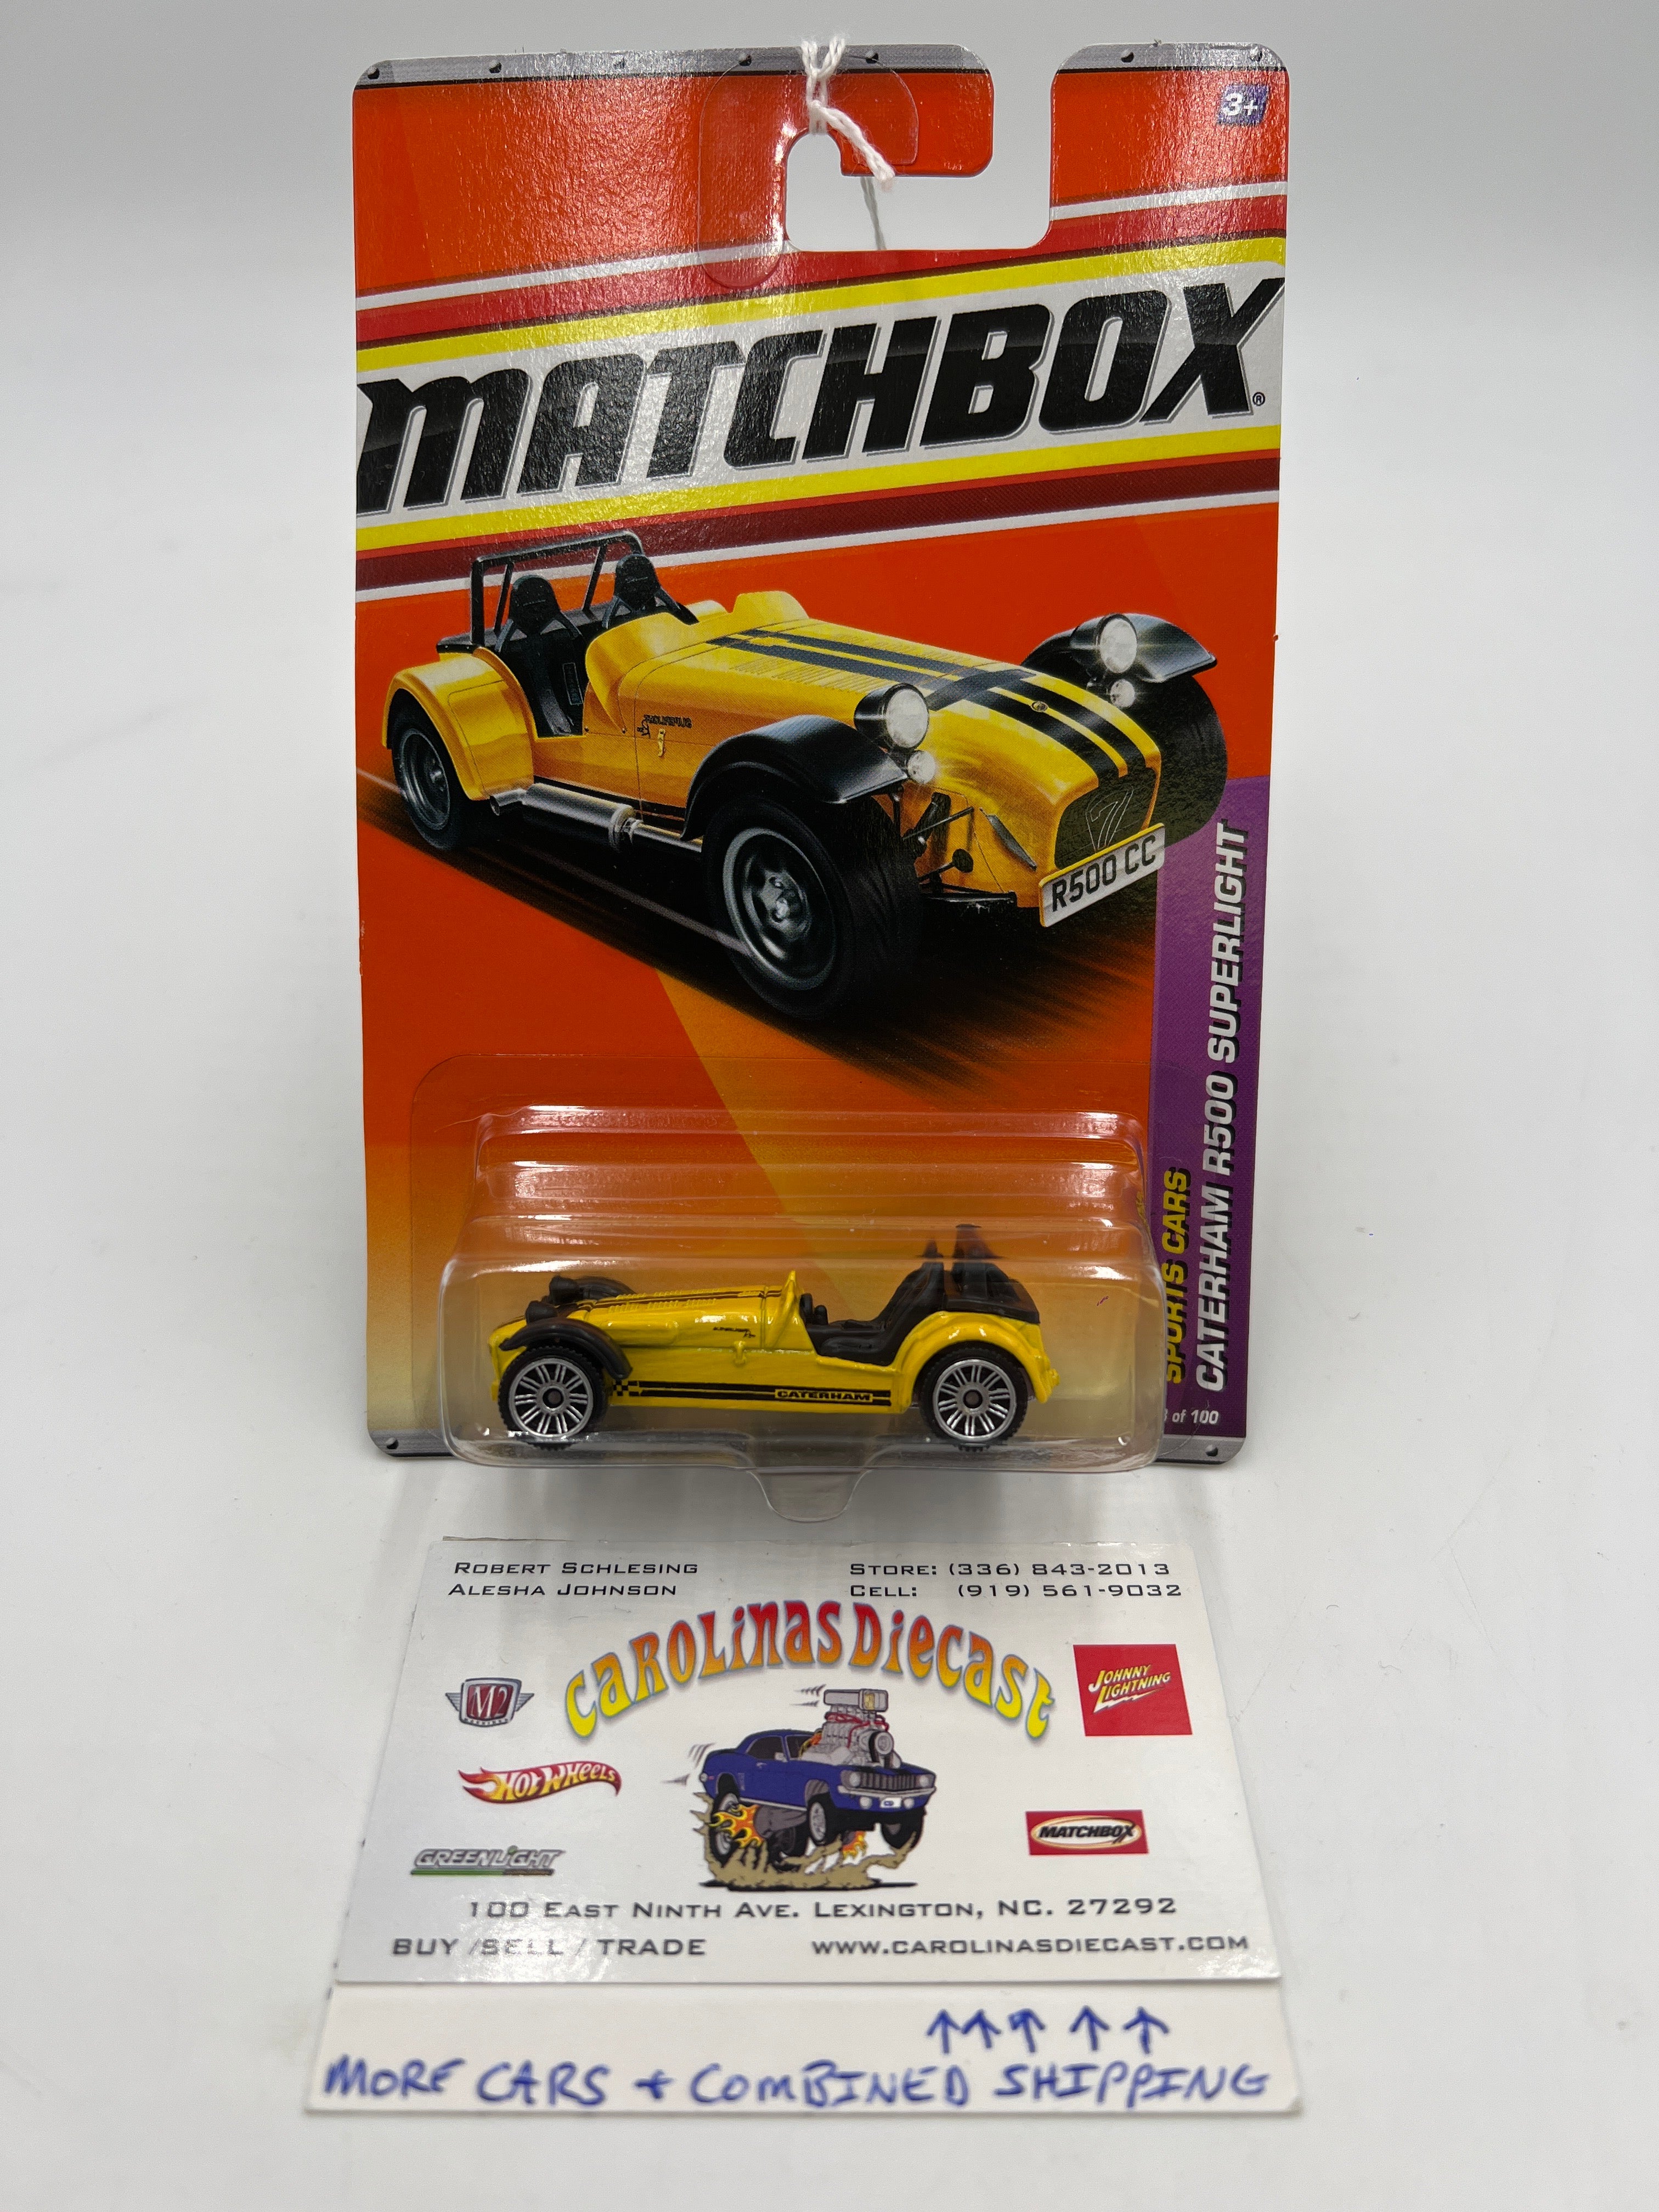 3+
MATCHBOX®
R500 CC
SPORTS CARS
CATERHAM R500 SUPERLIGHT
of 100
CATERHAM
ROBERT SCHLESING
ALESHA JOHNSON
STORE: (336) 843-2013
CELL: (919) 561-9032
CAROLINAS DIECAST
M2
JOHNNY LIGHTNING
HOT WHEELS
MATCHBOX
GREENLIGHT
100 EAST NINTH AVE. LEXINGTON, NC. 27292
BUY / SELL / TRADE
WWW.CAROLINASDIECAST.COM
MORE CARS + COMBINED SHIPPING